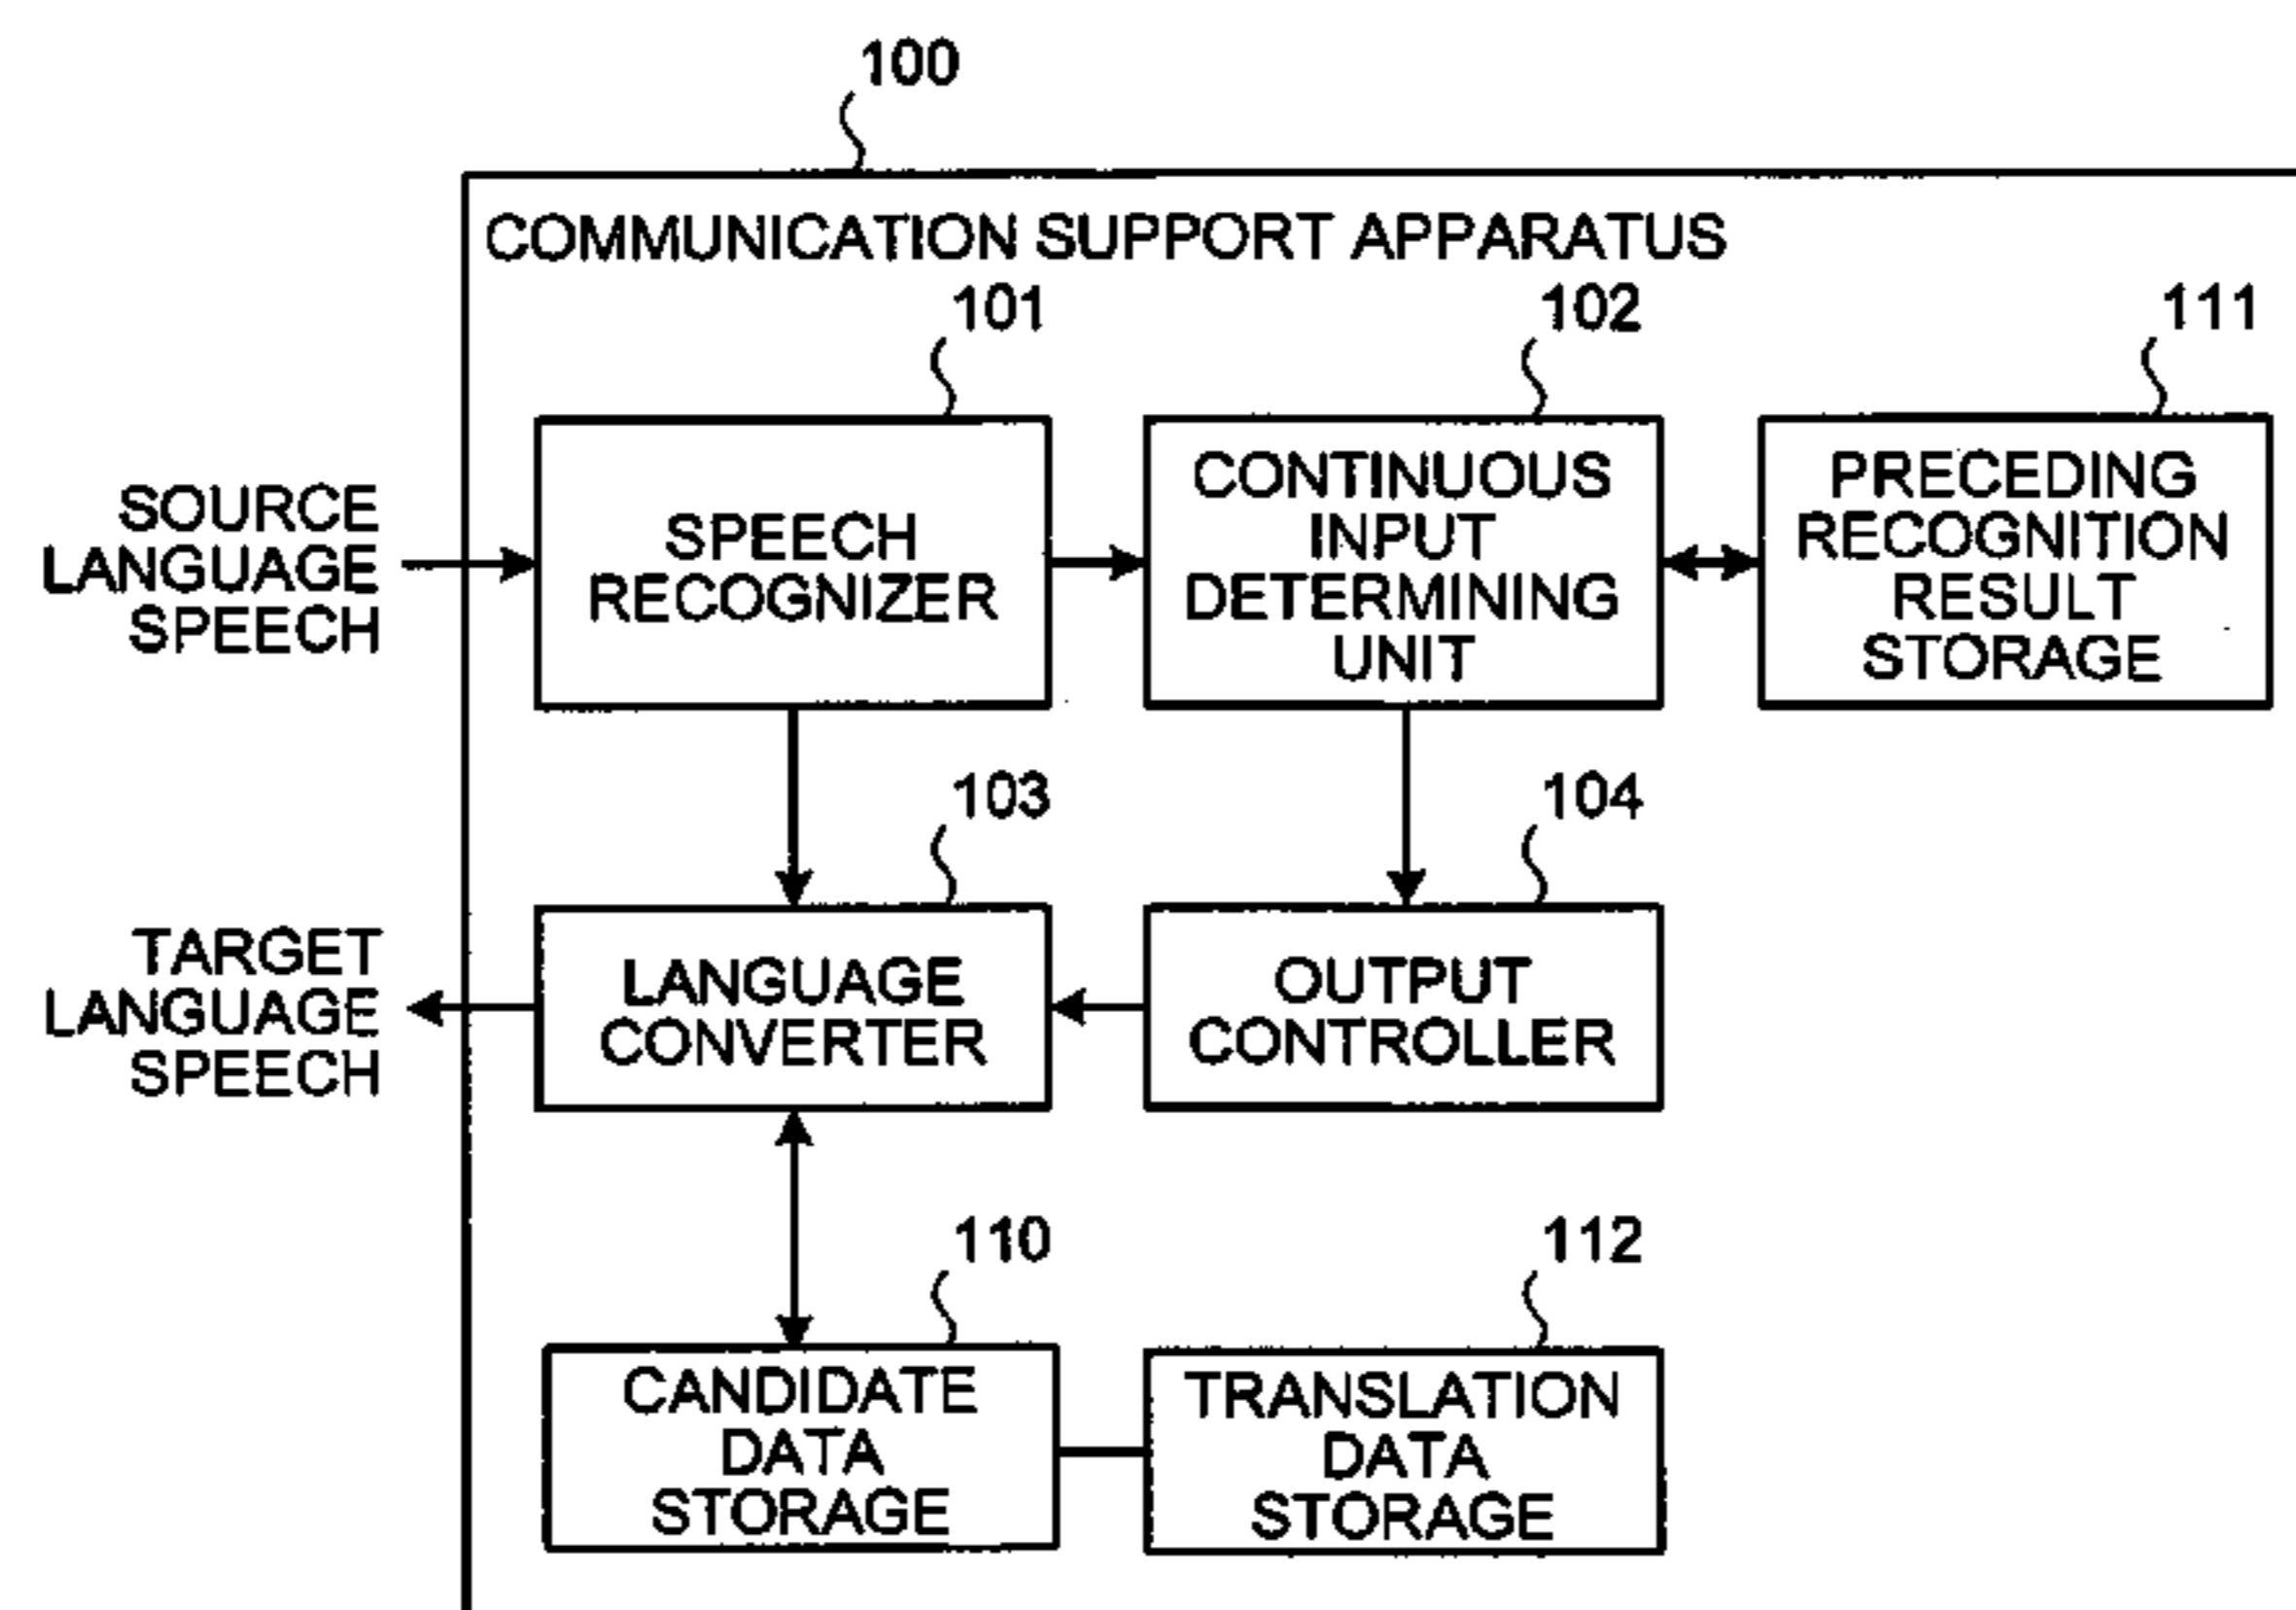 100
COMMUNICATION SUPPORT APPARATUS
101
102
111
SOURCE
LANGUAGE
SPEECH
SPEECH
RECOGNIZER
CONTINUOUS
INPUT
DETERMINING
UNIT
PRECEDING
RECOGNITION
RESULT
STORAGE
103
104
TARGET
LANGUAGE
SPEECH
LANGUAGE
CONVERTER
OUTPUT
CONTROLLER
110
112
CANDIDATE
DATA
STORAGE
TRANSLATION
DATA
STORAGE